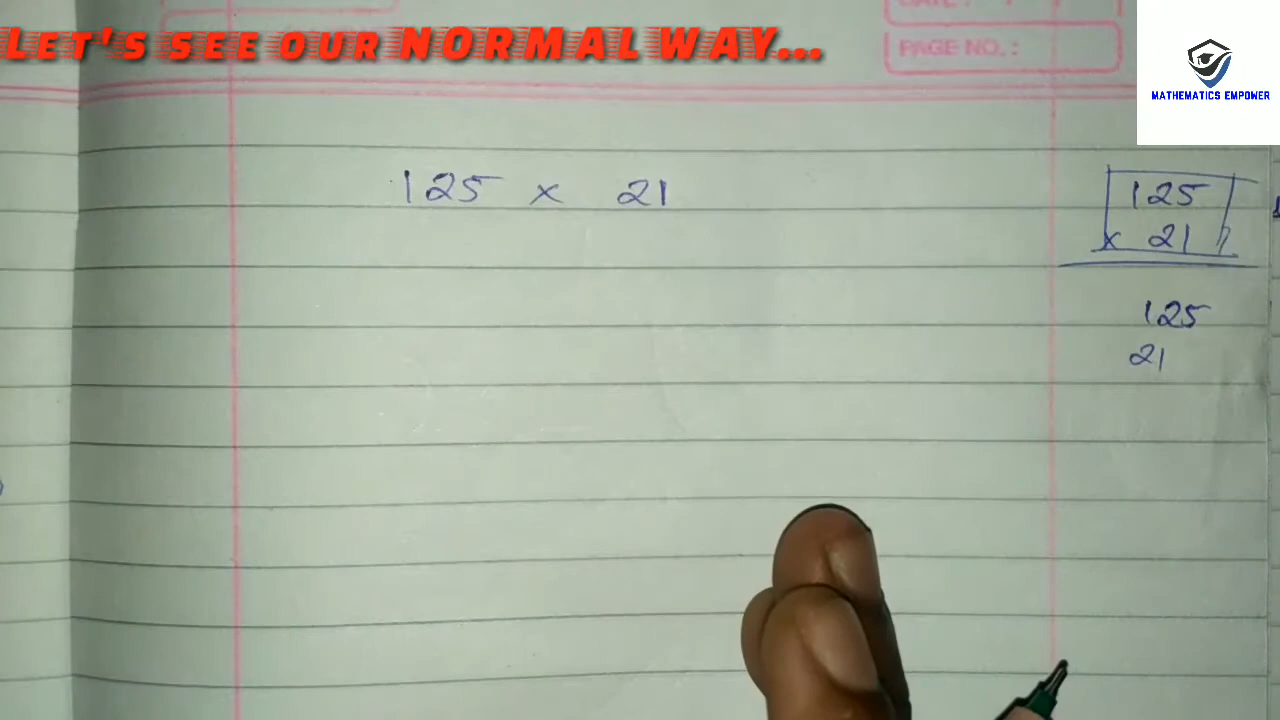 LET'S SEE OUR NORMAL WAY...
PAGE NO. :
MATHEMATICS EMPOWER
125 x 21
125
x 21
125
21